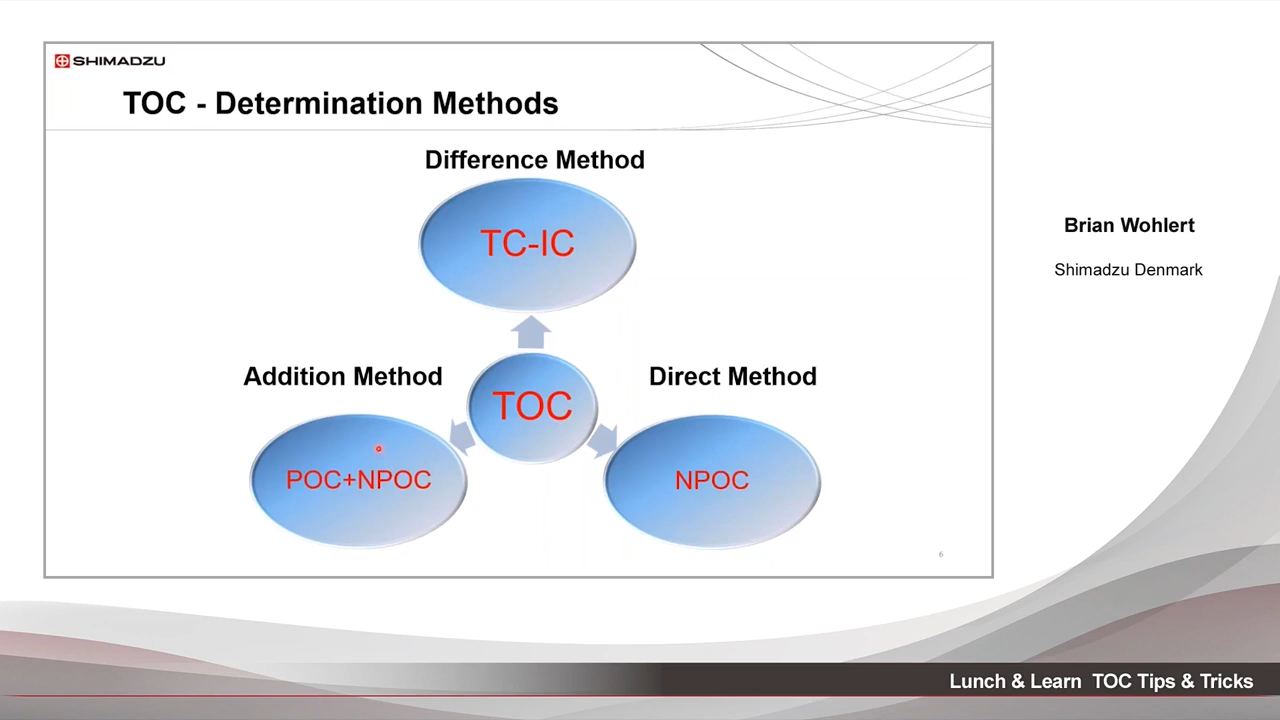 SHIMADZU
TOC - Determination Methods
Difference Method
TC-IC
Addition Method
Direct Method
TOC
POC+NPOC
NPOC
6
Brian Wohlert
Shimadzu Denmark
Lunch & Learn TOC Tips & Tricks